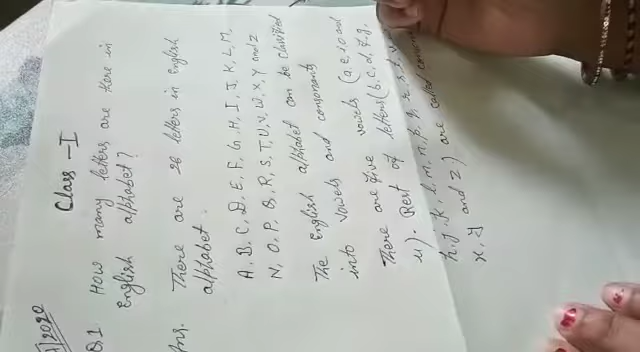 2020
Class - I
Q.1 How many letters are there in
English alphabet?
Ans. There are 26 letters in English
alphabet.
A, B, C, D, E, F, G, H, I, J, K, L, M,
N, O, P, Q, R, S, T, U, V, W, X, Y and Z
The English alphabet can be classified
into vowels and consonants
There are five vowels (a, e, i, o and
u). Rest of letters (b, c, d, f, g,
h, j, k, l, m, n, p, q, r, s, t, v,
x, y and z) are called